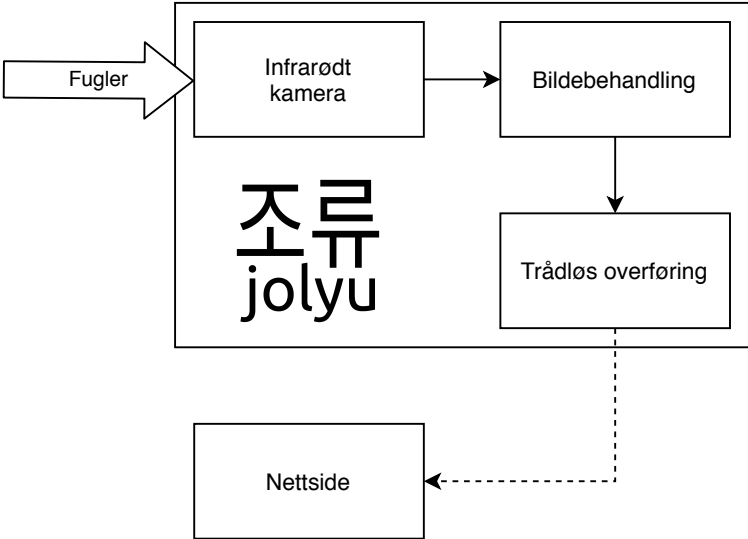 Fugler
Infrarødt
kamera
Bildebehandling
조류
jolyu
Trådløs overføring
Nettside